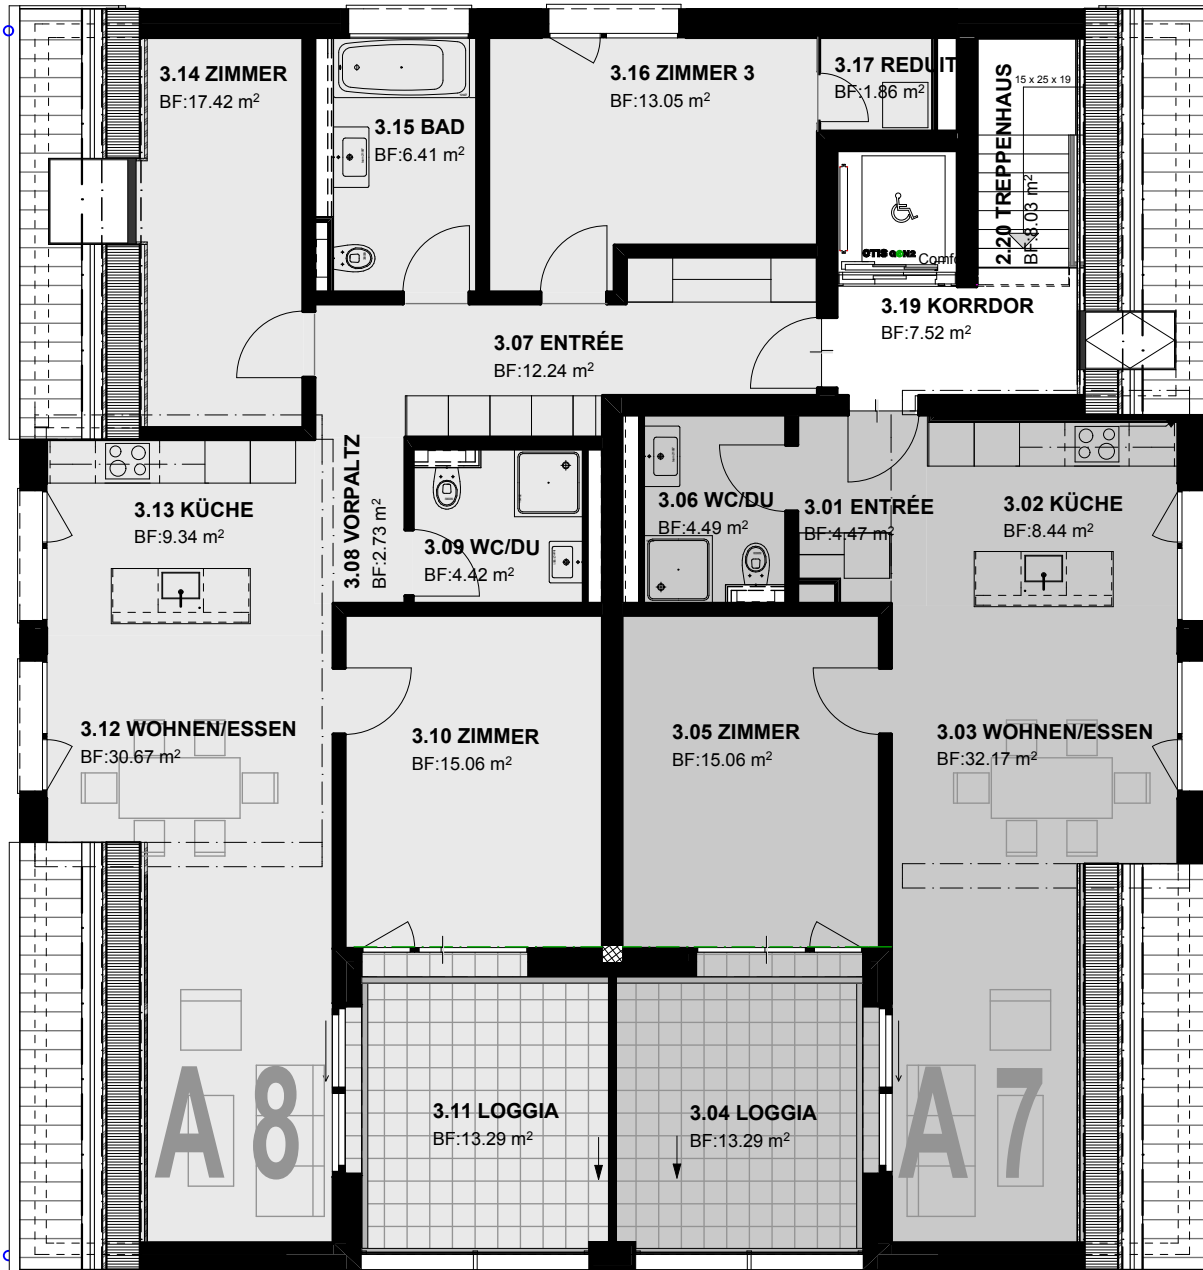 3.14 ZIMMER
BF:17.42 m²
3.15 BAD
BF:6.41 m²
3.16 ZIMMER 3
BF:13.05 m²
3.17 REDUIT
BF:1.86 m²
15 x 25 x 19
2.20 TREPPENHAUS
BF:8.03 m²
OTIS GEN2
Comfo
3.19 KORRDOR
BF:7.52 m²
3.07 ENTRÉE
BF:12.24 m²
3.13 KÜCHE
BF:9.34 m²
3.08 VORPALTZ
BF:2.73 m²
3.09 WC/DU
BF:4.42 m²
3.06 WC/DU
BF:4.49 m²
3.01 ENTRÉE
BF:4.47 m²
3.02 KÜCHE
BF:8.44 m²
3.12 WOHNEN/ESSEN
BF:30.67 m²
3.10 ZIMMER
BF:15.06 m²
3.05 ZIMMER
BF:15.06 m²
3.03 WOHNEN/ESSEN
BF:32.17 m²
A 8
3.11 LOGGIA
BF:13.29 m²
3.04 LOGGIA
BF:13.29 m²
A 7